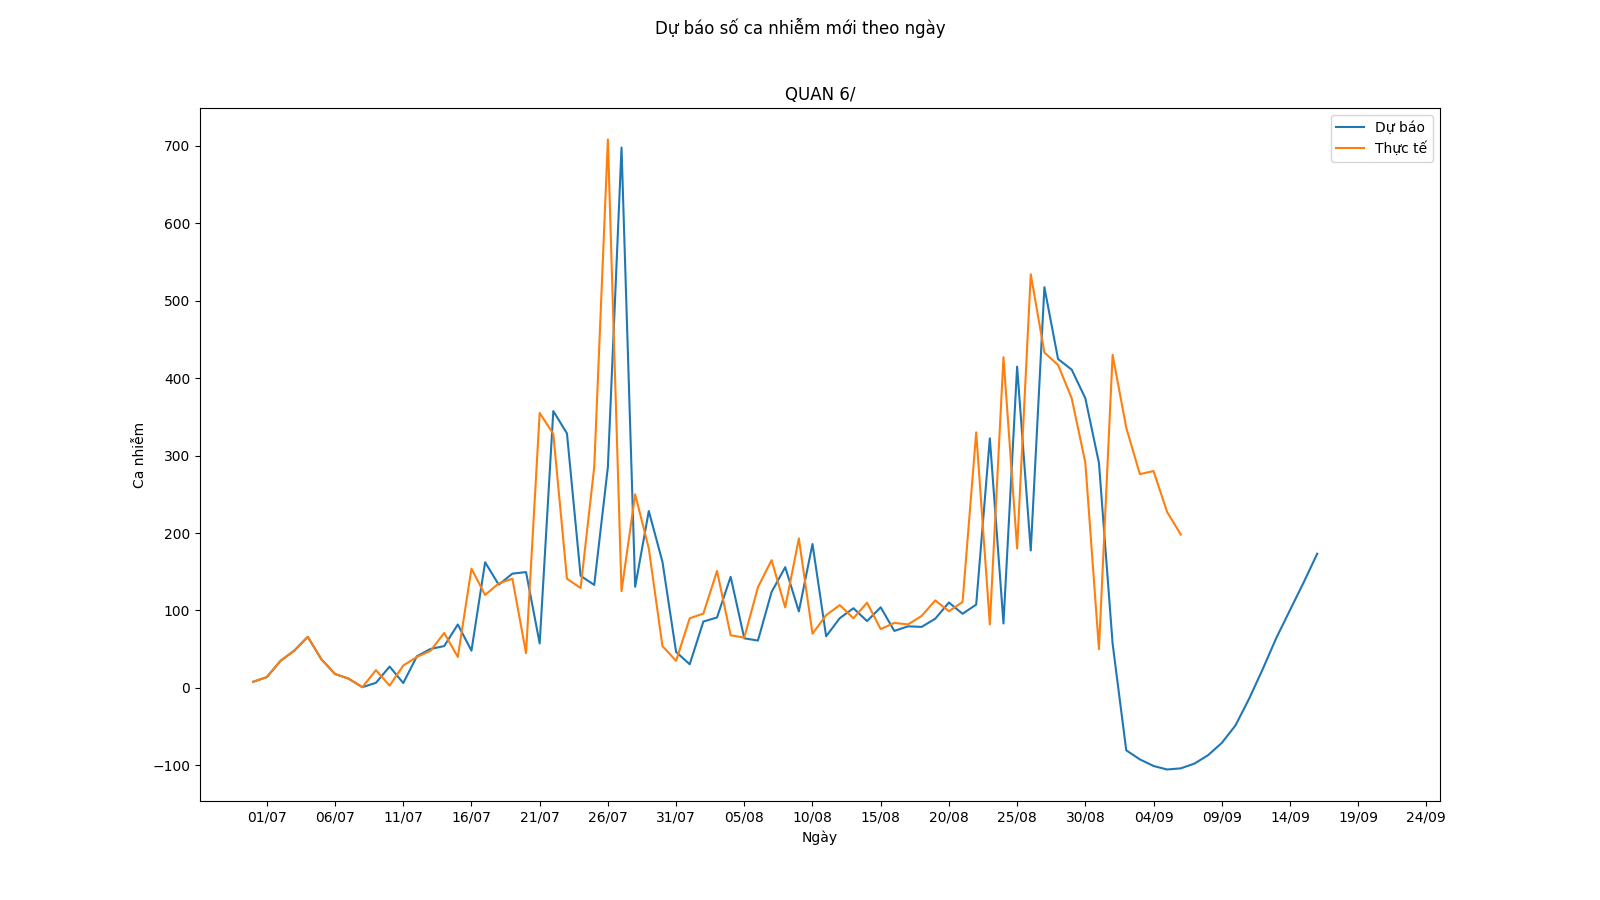 Dự báo số ca nhiễm mới theo ngày
QUAN 6/
Dự báo
Thực tế
700
600
500
400
300
200
100
0
−100
Ca nhiễm
01/07 06/07 11/07 16/07 21/07 26/07 31/07 05/08 10/08 15/08 20/08 25/08 30/08 04/09 09/09 14/09 19/09 24/09
Ngày